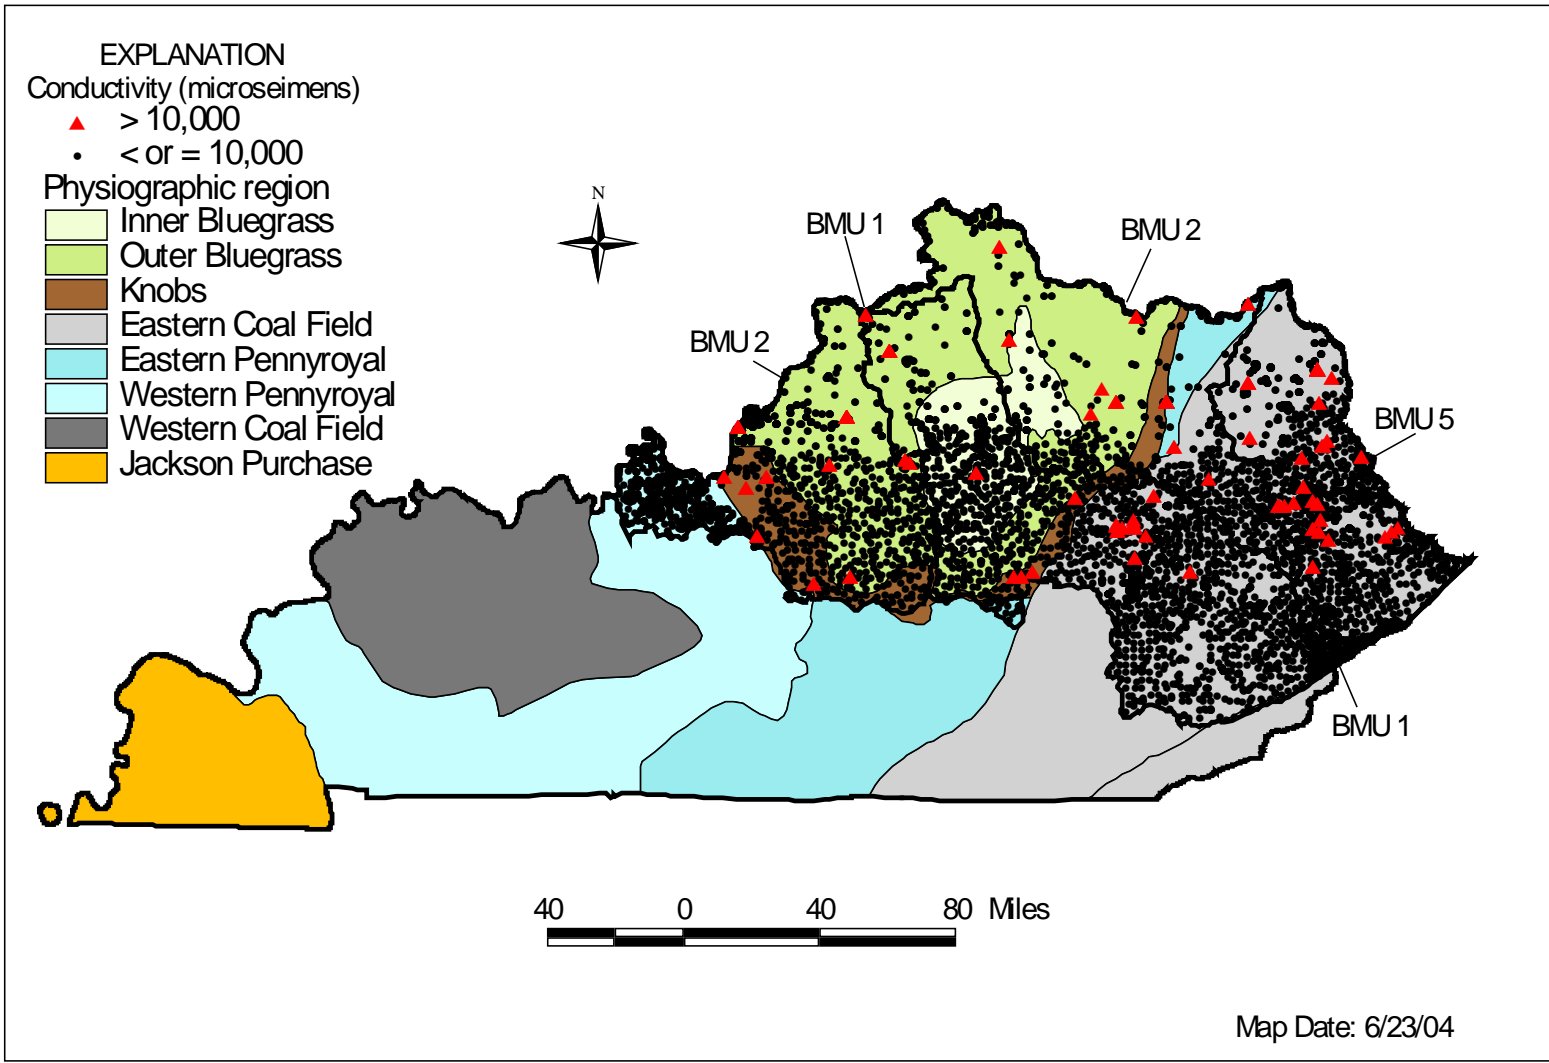 EXPLANATION
Conductivity (microseimens)
> 10,000
< or = 10,000
Physiographic region
Inner Bluegrass
Outer Bluegrass
Knobs
Eastern Coal Field
Eastern Pennyroyal
Western Pennyroyal
Western Coal Field
Jackson Purchase
N
BMU 1
BMU 2
BMU 2
BMU 5
BMU 1
40 0 40 80 Miles
Map Date: 6/23/04